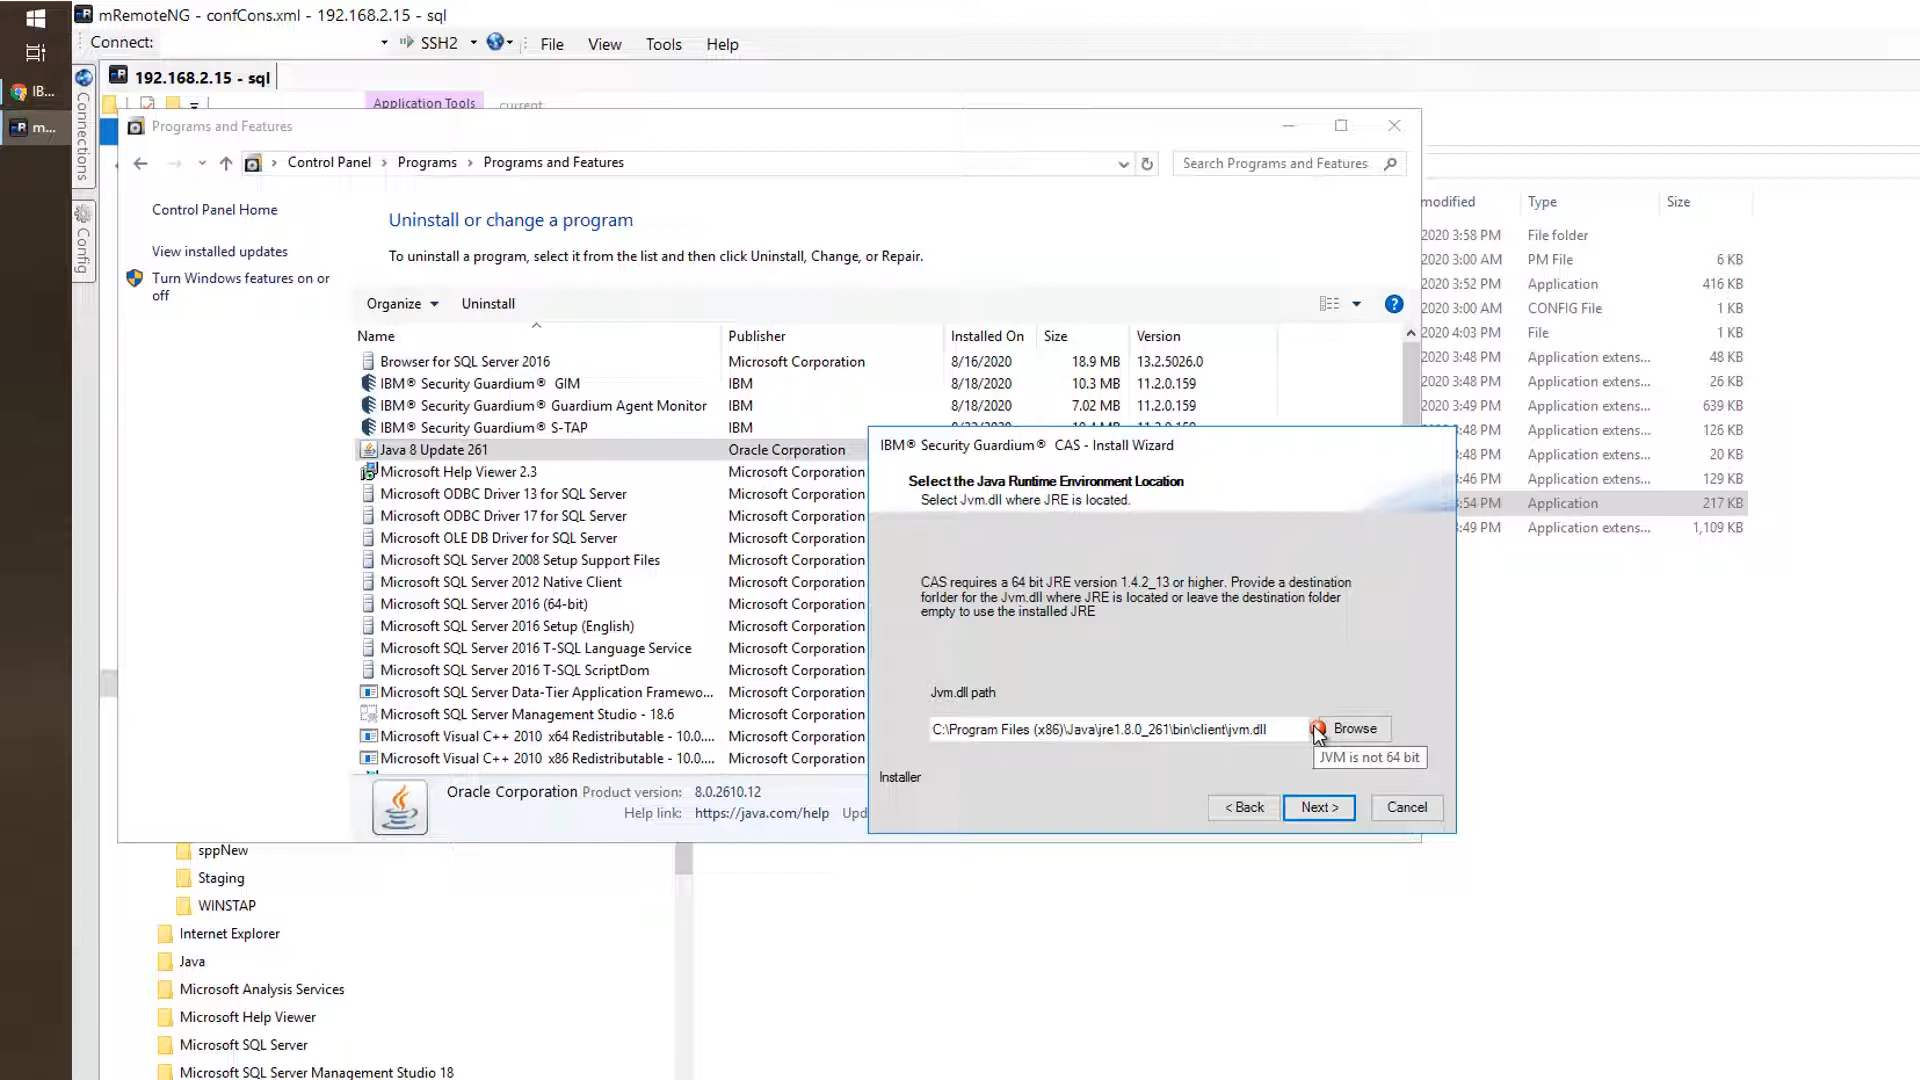 mRemoteNG - confCons.xml - 192.168.2.15 - sql
Connect:
SSH2
File View Tools Help
192.168.2.15 - sql
IB...
m...
Connections
Config
Application Tools
current
Programs and Features
Control Panel > Programs > Programs and Features
Search Programs and Features
Control Panel Home
View installed updates
Turn Windows features on or
off
Uninstall or change a program
To uninstall a program, select it from the list and then click Uninstall, Change, or Repair.
Organize Uninstall
Name Publisher Installed On Size Version
Browser for SQL Server 2016 Microsoft Corporation 8/16/2020 18.9 MB 13.2.5026.0
IBM® Security Guardium® GIM IBM 8/18/2020 10.3 MB 11.2.0.159
IBM® Security Guardium® Guardium Agent Monitor IBM 8/18/2020 7.02 MB 11.2.0.159
IBM® Security Guardium® S-TAP IBM
Java 8 Update 261 Oracle Corporation
Microsoft Help Viewer 2.3 Microsoft Corporation
Microsoft ODBC Driver 13 for SQL Server Microsoft Corporation
Microsoft ODBC Driver 17 for SQL Server Microsoft Corporation
Microsoft OLE DB Driver for SQL Server Microsoft Corporation
Microsoft SQL Server 2008 Setup Support Files Microsoft Corporation
Microsoft SQL Server 2012 Native Client Microsoft Corporation
Microsoft SQL Server 2016 (64-bit) Microsoft Corporation
Microsoft SQL Server 2016 Setup (English) Microsoft Corporation
Microsoft SQL Server 2016 T-SQL Language Service Microsoft Corporation
Microsoft SQL Server 2016 T-SQL ScriptDom Microsoft Corporation
Microsoft SQL Server Data-Tier Application Framewo... Microsoft Corporation
Microsoft SQL Server Management Studio - 18.6 Microsoft Corporation
Microsoft Visual C++ 2010 x64 Redistributable - 10.0.... Microsoft Corporation
Microsoft Visual C++ 2010 x86 Redistributable - 10.0.... Microsoft Corporation
Oracle Corporation Product version: 8.0.2610.12
Help link: https://java.com/help Upd
IBM® Security Guardium® CAS - Install Wizard
Select the Java Runtime Environment Location
Select Jvm.dll where JRE is located.
CAS requires a 64 bit JRE version 1.4.2_13 or higher. Provide a destination
forlder for the Jvm.dll where JRE is located or leave the destination folder
empty to use the installed JRE
Jvm.dll path
C:\Program Files (x86)\Java\jre1.8.0_261\bin\client\jvm.dll
Browse
JVM is not 64 bit
Installer
< Back Next > Cancel
modified Type Size
2020 3:58 PM File folder
2020 3:00 AM PM File 6 KB
2020 3:52 PM Application 416 KB
2020 3:00 AM CONFIG File 1 KB
2020 4:03 PM File 1 KB
2020 3:48 PM Application extens... 48 KB
2020 3:48 PM Application extens... 26 KB
2020 3:49 PM Application extens... 639 KB
3:48 PM Application extens... 126 KB
3:48 PM Application extens... 20 KB
3:46 PM Application extens... 129 KB
3:54 PM Application 217 KB
3:49 PM Application extens... 1,109 KB
sppNew
Staging
WINSTAP
Internet Explorer
Java
Microsoft Analysis Services
Microsoft Help Viewer
Microsoft SQL Server
Microsoft SQL Server Management Studio 18